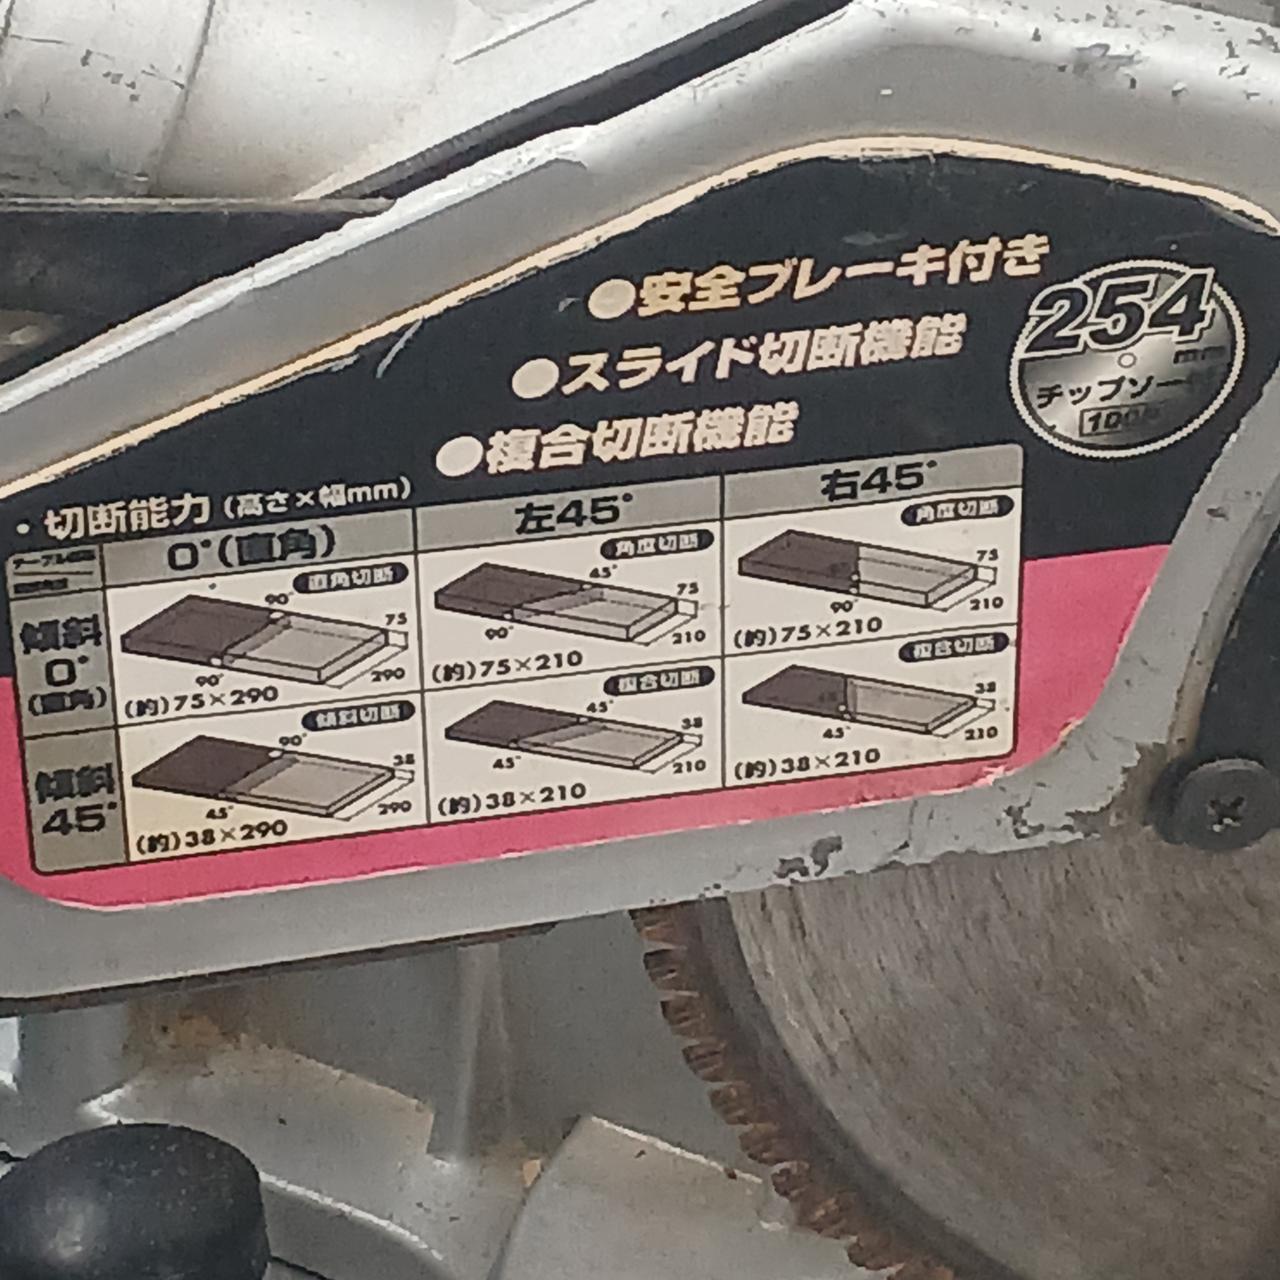 ●安全ブレーキ付き
●スライド切断機能
●複合切断機能
254
mm
チップソー
・切断能力(高さ×幅mm)
0°(直角)
左45°
右45°
傾斜
0°
(直角)
直角切断
90°
75
90°
290
(約)75×290
角度切断
45°
75
90°
210
(約)75×210
角度切断
75
90°
210
(約)75×210
傾斜
45°
傾斜切断
90°
38
45°
290
(約)38×290
複合切断
45°
38
45°
210
(約)38×210
複合切断
38
45°
210
(約)38×210